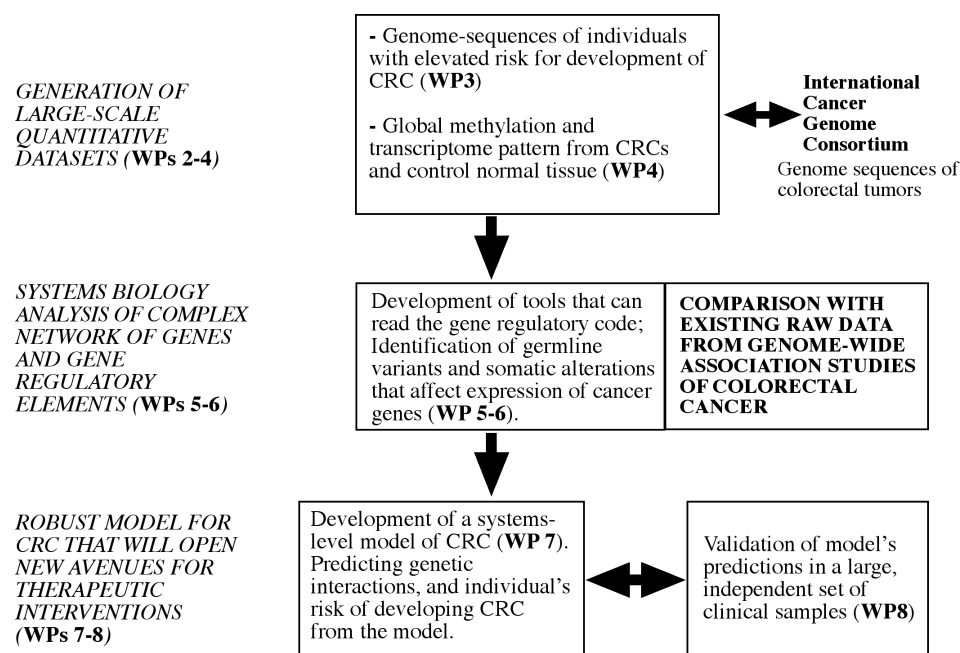 GENERATION OF
LARGE-SCALE
QUANTITATIVE
DATASETS (WPs 2-4)
- Genome-sequences of individuals
with elevated risk for development of
CRC (WP3)
- Global methylation and
transcriptome pattern from CRCs
and control normal tissue (WP4)
International
Cancer
Genome
Consortium
Genome sequences of
colorectal tumors
SYSTEMS BIOLOGY
ANALYSIS OF COMPLEX
NETWORK OF GENES
AND GENE
REGULATORY
ELEMENTS (WPs 5-6)
Development of tools that can
read the gene regulatory code;
Identification of germline
variants and somatic alterations
that affect expression of cancer
genes (WP 5-6).
COMPARISON WITH
EXISTING RAW DATA
FROM GENOME-WIDE
ASSOCIATION STUDIES
OF COLORECTAL
CANCER
ROBUST MODEL FOR
CRC THAT WILL OPEN
NEW AVENUES FOR
THERAPEUTIC
INTERVENTIONS
(WPs 7-8)
Development of a systems-
level model of CRC (WP 7).
Predicting genetic
interactions, and individual's
risk of developing CRC
from the model.
Validation of model's
predictions in a large,
independent set of
clinical samples (WP8)